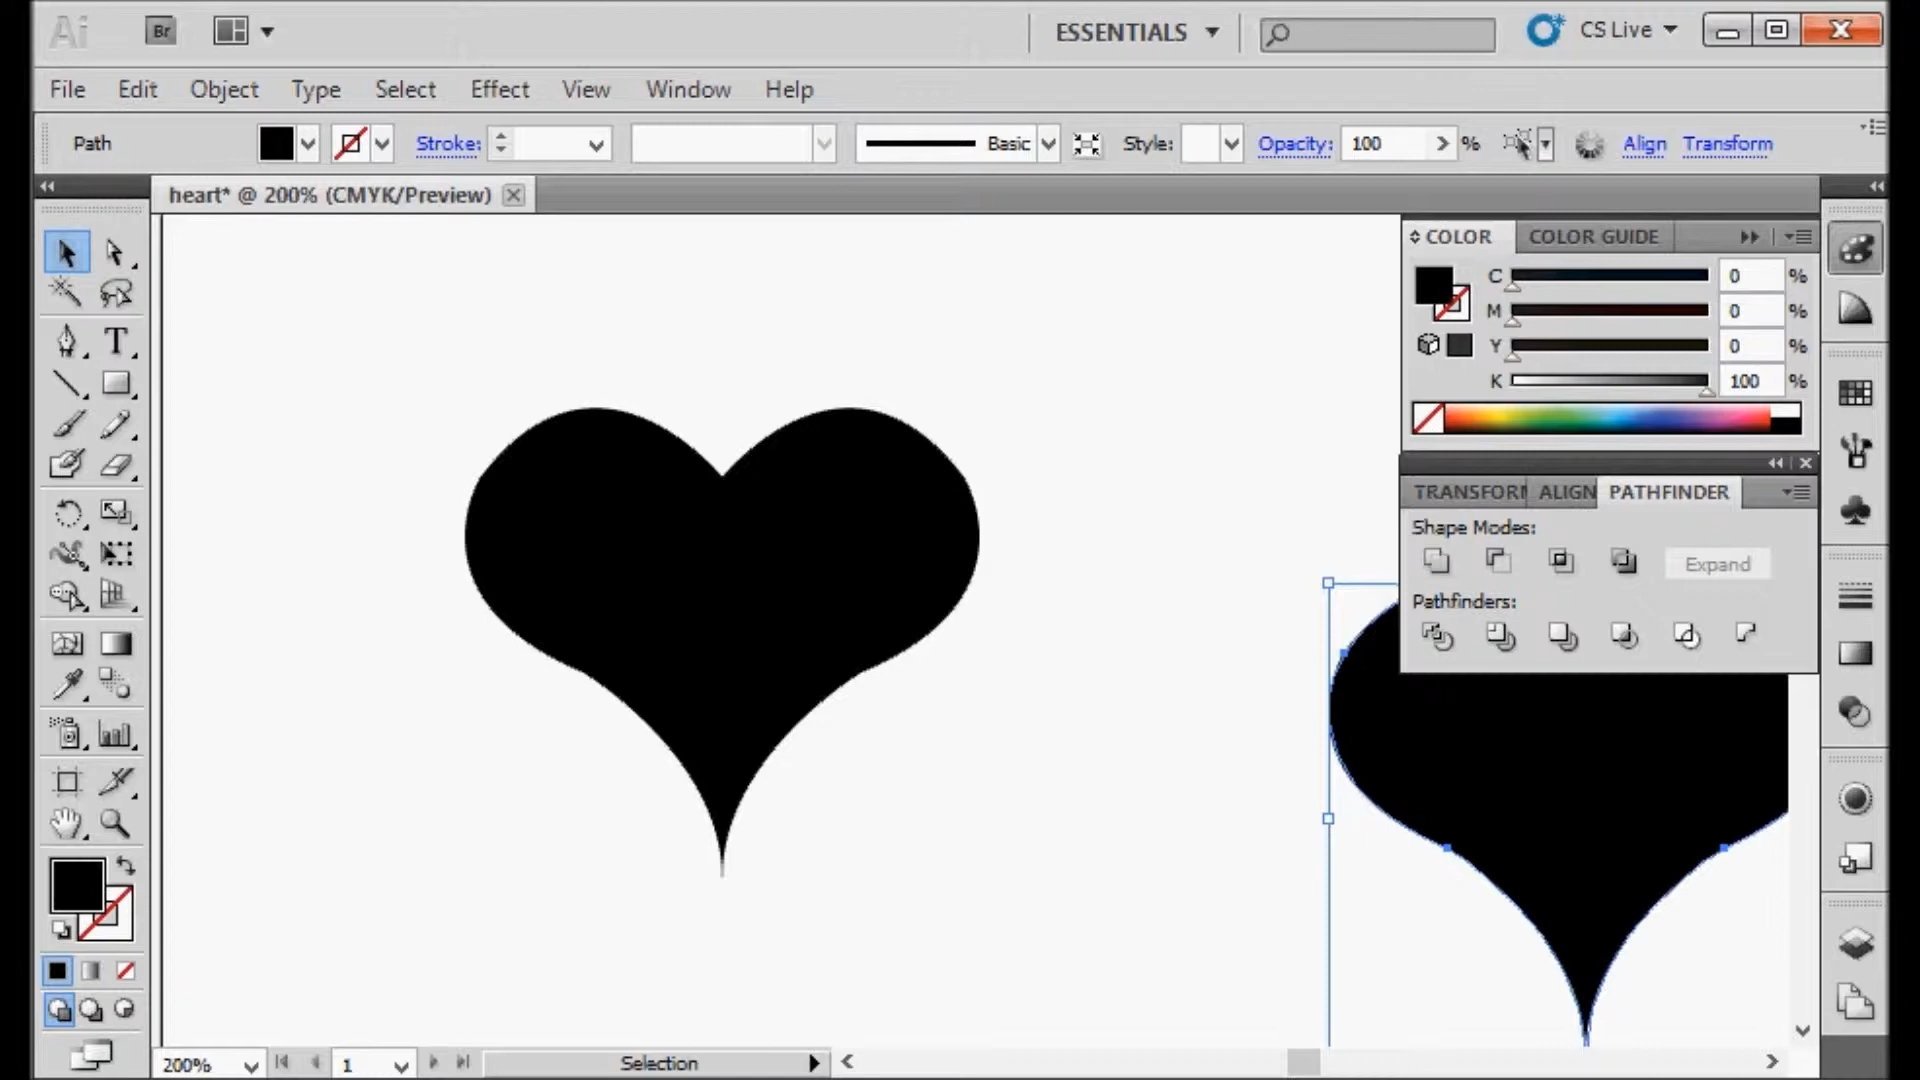 Ai Br ESSENTIALS CS Live
File Edit Object Type Select Effect View Window Help
Path Stroke: Basic Style: Opacity: 100 % Align Transform
heart* @ 200% (CMYK/Preview)
COLOR COLOR GUIDE
C 0 %
M 0 %
Y 0 %
K 100 %
TRANSFORM ALIGN PATHFINDER
Shape Modes:
Expand
Pathfinders:
T
200% 1 Selection